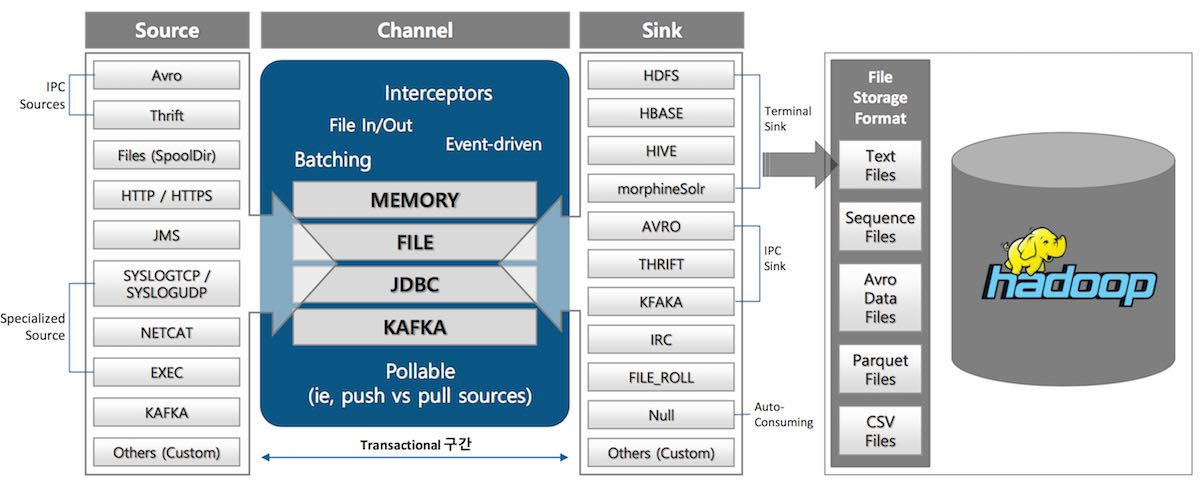 Source
Channel
Sink
IPC
Sources
Avro
Thrift
Files (SpoolDir)
HTTP / HTTPS
JMS
Specialized
Source
SYSLOGTCP /
SYSLOGUDP
NETCAT
EXEC
KAFKA
Others (Custom)
Interceptors
File In/Out
Event-driven
Batching
MEMORY
FILE
JDBC
KAFKA
Pollable
(ie, push vs pull sources)
Transactional 구간
HDFS
HBASE
HIVE
morphineSolr
AVRO
THRIFT
KFAKA
IRC
FILE_ROLL
Null
Others (Custom)
Terminal
Sink
IPC
Sink
Auto-
Consuming
File
Storage
Format
Text
Files
Sequence
Files
Avro
Data
Files
Parquet
Files
CSV
Files
hadoop